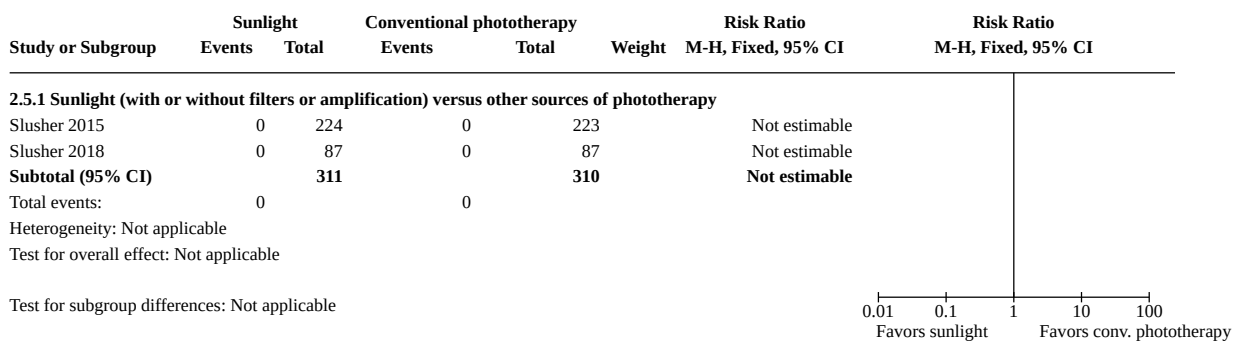 Sunlight Conventional phototherapy Risk Ratio Risk Ratio
Study or Subgroup Events Total Events Total Weight M-H, Fixed, 95% CI M-H, Fixed, 95% CI
2.5.1 Sunlight (with or without filters or amplification) versus other sources of phototherapy
Slusher 2015 0 224 0 223 Not estimable
Slusher 2018 0 87 0 87 Not estimable
Subtotal (95% CI) 311 310 Not estimable
Total events: 0 0
Heterogeneity: Not applicable
Test for overall effect: Not applicable
Test for subgroup differences: Not applicable
0.01 0.1 1 10 100
Favors sunlight Favors conv. phototherapy